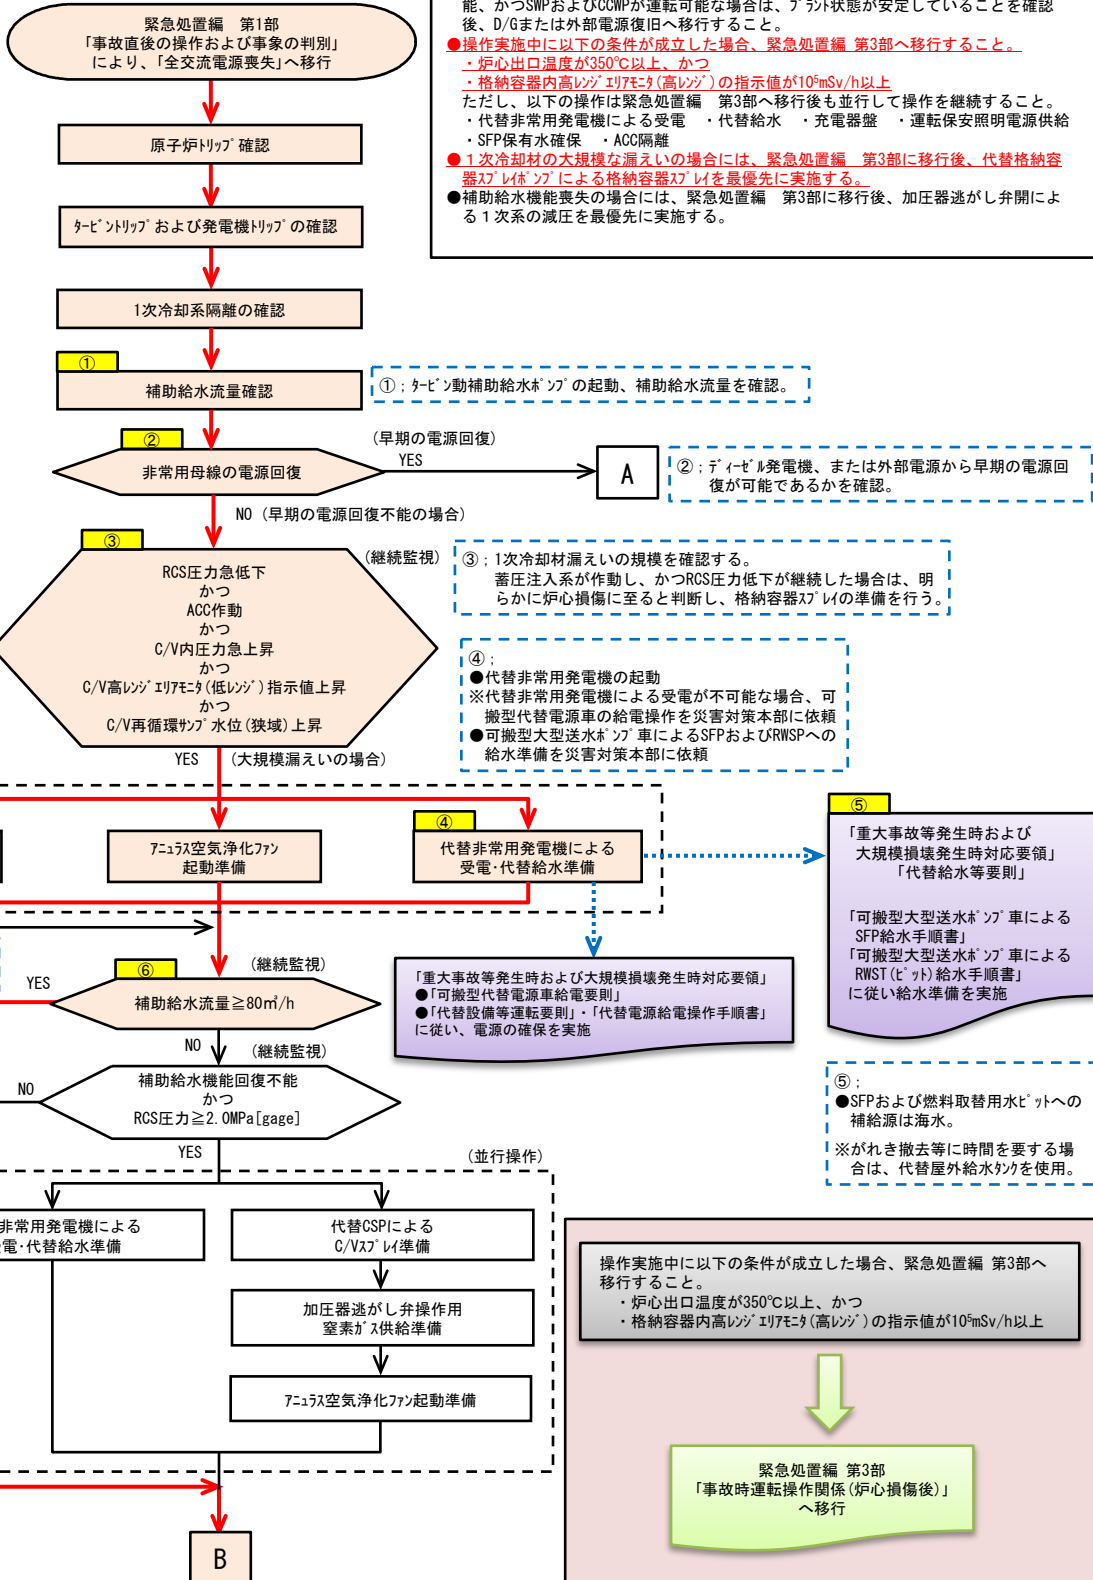 能、かつSWPおよびCCWPが運転可能な場合は、プラント状態が安定していることを確認
後、D/Gまたは外部電源復旧へ移行すること。
●操作実施中に以下の条件が成立した場合、緊急処置編 第3部へ移行すること。
・炉心出口温度が350℃以上、かつ
・格納容器内高レンジエリアモニタ(高レンジ)の指示値が10⁵mSv/h以上
ただし、以下の操作は緊急処置編 第3部へ移行後も並行して操作を継続すること。
・代替非常用発電機による受電 ・代替給水 ・充電器盤 ・運転保安照明電源供給
・SFP保有水確保 ・ACC隔離
●1次冷却材の大規模な漏えいの場合には、緊急処置編 第3部に移行後、代替格納容
器スプレイポンプによる格納容器スプレイを最優先に実施する。
●補助給水機能喪失の場合には、緊急処置編 第3部に移行後、加圧器逃がし弁開によ
る1次系の減圧を最優先に実施する。
緊急処置編 第1部
「事故直後の操作および事象の判別」
により、「全交流電源喪失」へ移行
原子炉トリップ確認
タービントリップおよび発電機トリップの確認
1次冷却系隔離の確認
①
補助給水流量確認
①;タービン動補助給水ポンプの起動、補助給水流量を確認。
②
非常用母線の電源回復
(早期の電源回復)
YES
A
②;ディーゼル発電機、または外部電源から早期の電源回
復が可能であるかを確認。
NO (早期の電源回復不能の場合)
③
(継続監視)
RCS圧力急低下
かつ
ACC作動
かつ
C/V内圧力急上昇
かつ
C/V高レンジエリアモニタ(低レンジ)指示値上昇
かつ
C/V再循環サンプ水位(狭域)上昇
③;1次冷却材漏えいの規模を確認する。
蓄圧注入系が作動し、かつRCS圧力低下が継続した場合は、明
らかに炉心損傷に至ると判断し、格納容器スプレイの準備を行う。
④;
●代替非常用発電機の起動
※代替非常用発電機による受電が不可能な場合、可
搬型代替電源車の給電操作を災害対策本部に依頼
●可搬型大型送水ポンプ車によるSFPおよびRWSPへの
給水準備を災害対策本部に依頼
YES (大規模漏えいの場合)
アニュラス空気浄化ファン
起動準備
④
代替非常用発電機による
受電・代替給水準備
⑤
「重大事故等発生時および
大規模損壊発生時対応要領」
「代替給水等要則」
「可搬型大型送水ポンプ車による
SFP給水手順書」
「可搬型大型送水ポンプ車による
RWST(ピット)給水手順書」
に従い給水準備を実施
「重大事故等発生時および大規模損壊発生時対応要領」
●「可搬型代替電源車給電要則」
●「代替設備等運転要則」・「代替電源給電操作手順書」
に従い、電源の確保を実施
⑥
(継続監視)
YES
補助給水流量≧80㎥/h
NO
(継続監視)
補助給水機能回復不能
かつ
RCS圧力≧2.0MPa[gage]
NO
YES
⑤;
●SFPおよび燃料取替用水ピットへの
補給源は海水。
※がれき撤去等に時間を要する場
合は、代替屋外給水タンクを使用。
(並行操作)
非常用発電機による
電・代替給水準備
代替CSPによる
C/Vスプレイ準備
加圧器逃がし弁操作用
窒素ガス供給準備
アニュラス空気浄化ファン起動準備
B
操作実施中に以下の条件が成立した場合、緊急処置編 第3部へ
移行すること。
・炉心出口温度が350℃以上、かつ
・格納容器内高レンジエリアモニタ(高レンジ)の指示値が10⁵mSv/h以上
緊急処置編 第3部
「事故時運転操作関係(炉心損傷後)」
へ移行